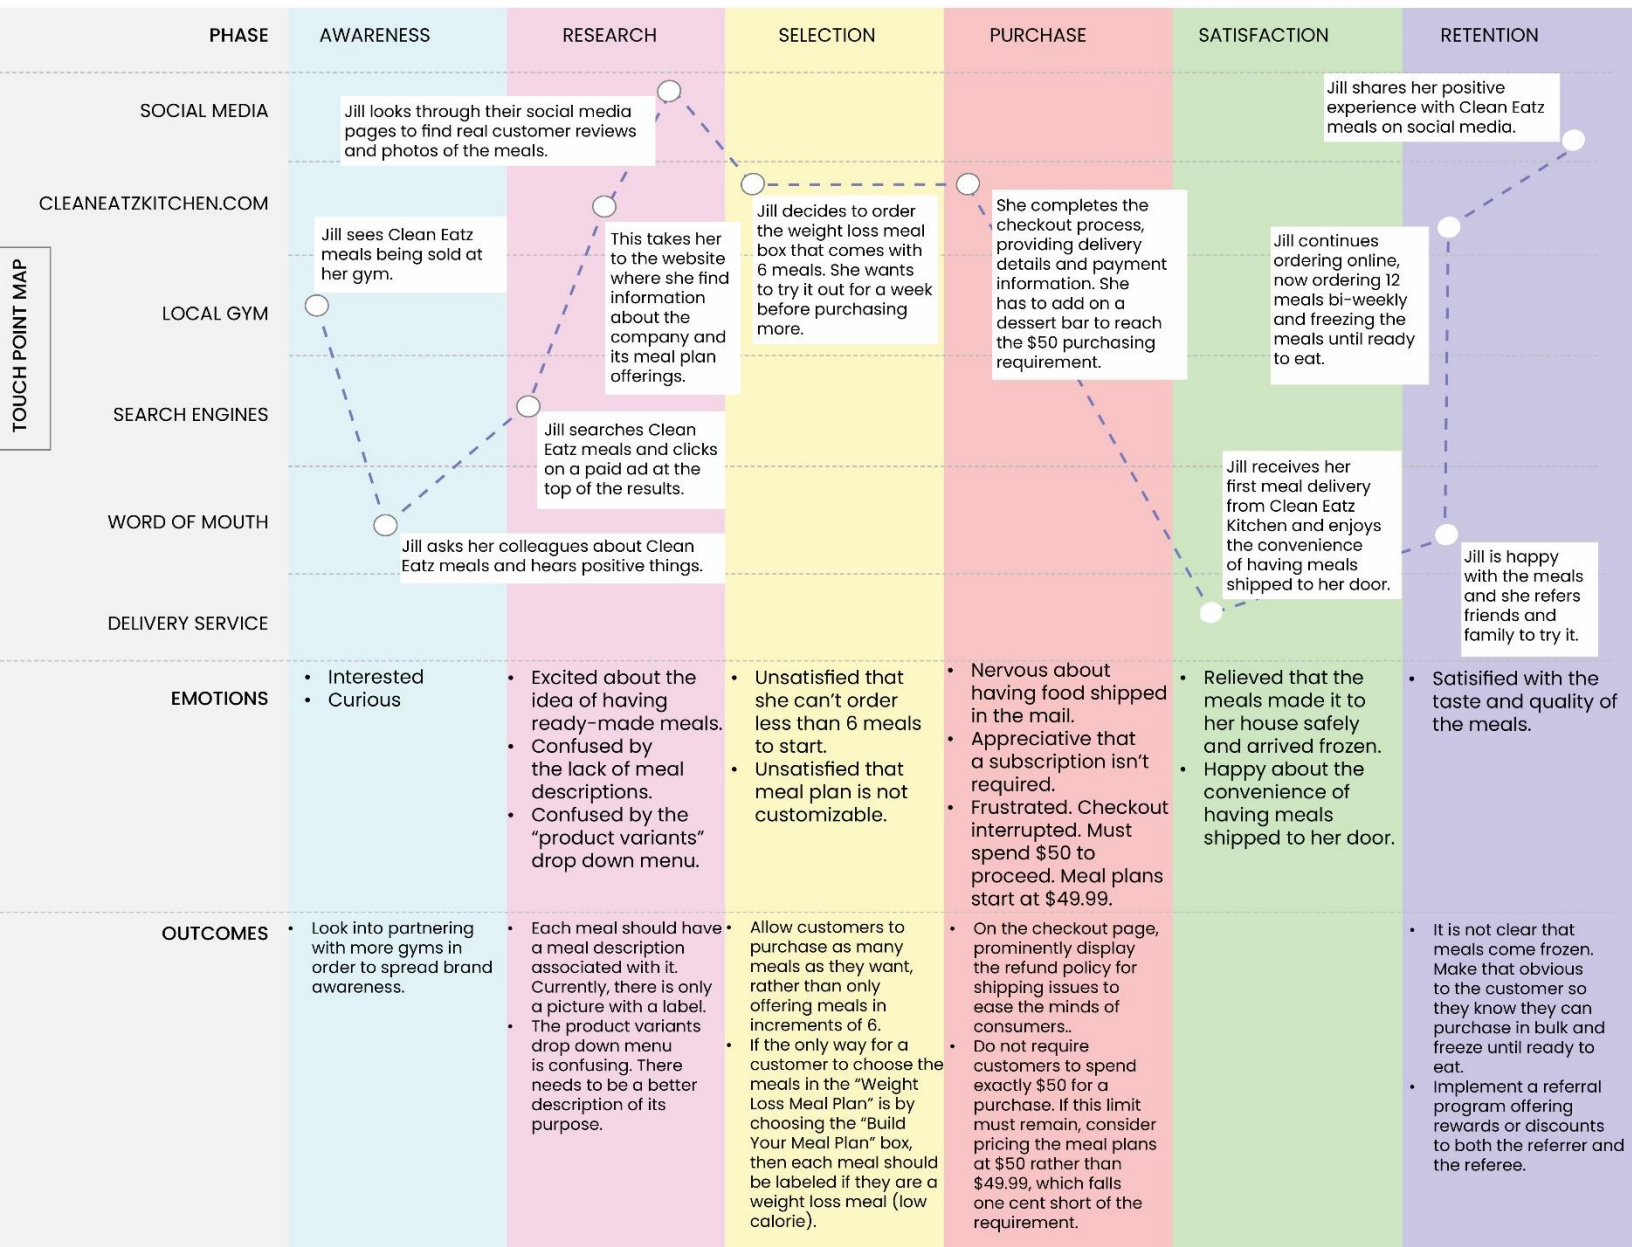 PHASE
AWARENESS
RESEARCH
SELECTION
PURCHASE
SATISFACTION
RETENTION
TOUCH POINT MAP
SOCIAL MEDIA
CLEANEATZKITCHEN.COM
LOCAL GYM
SEARCH ENGINES
WORD OF MOUTH
DELIVERY SERVICE
Jill sees Clean Eatz
meals being sold at
her gym.
Jill asks her colleagues about Clean
Eatz meals and hears positive things.
Jill searches Clean
Eatz meals and clicks
on a paid ad at the
top of the results.
This takes her
to the website
where she find
information
about the
company and
its meal plan
offerings.
Jill looks through their social media
pages to find real customer reviews
and photos of the meals.
Jill decides to order
the weight loss meal
box that comes with
6 meals. She wants
to try it out for a week
before purchasing
more.
She completes the
checkout process,
providing delivery
details and payment
information. She
has to add on a
dessert bar to reach
the $50 purchasing
requirement.
Jill receives her
first meal delivery
from Clean Eatz
Kitchen and enjoys
the convenience
of having meals
shipped to her door.
Jill is happy
with the meals
and she refers
friends and
family to try it.
Jill continues
ordering online,
now ordering 12
meals bi-weekly
and freezing the
meals until ready
to eat.
Jill shares her positive
experience with Clean Eatz
meals on social media.
EMOTIONS
• Interested
• Curious
• Excited about the
idea of having
ready-made meals.
• Confused by
the lack of meal
descriptions.
• Confused by the
“product variants”
drop down menu.
• Unsatisfied that
she can’t order
less than 6 meals
to start.
• Unsatisfied that
meal plan is not
customizable.
• Nervous about
having food shipped
in the mail.
• Appreciative that
a subscription isn’t
required.
• Frustrated. Checkout
interrupted. Must
spend $50 to
proceed. Meal plans
start at $49.99.
• Relieved that the
meals made it to
her house safely
and arrived frozen.
• Happy about the
convenience of
having meals
shipped to her door.
• Satisified with the
taste and quality of
the meals.
OUTCOMES
• Look into partnering
with more gyms in
order to spread brand
awareness.
• Each meal should have
a meal description
associated with it.
Currently, there is only
a picture with a label.
• The product variants
drop down menu
is confusing. There
needs to be a better
description of its
purpose.
• Allow customers to
purchase as many
meals as they want,
rather than only
offering meals in
increments of 6.
• If the only way for a
customer to choose the
meals in the “Weight
Loss Meal Plan” is by
choosing the “Build
Your Meal Plan” box,
then each meal should
be labeled if they are a
weight loss meal (low
calorie).
• On the checkout page,
prominently display
the refund policy for
shipping issues to
ease the minds of
consumers..
• Do not require
customers to spend
exactly $50 for a
purchase. If this limit
must remain, consider
pricing the meal plans
at $50 rather than
$49.99, which falls
one cent short of the
requirement.
• It is not clear that
meals come frozen.
Make that obvious
to the customer so
they know they can
purchase in bulk and
freeze until ready to
eat.
• Implement a referral
program offering
rewards or discounts
to both the referrer and
the referee.